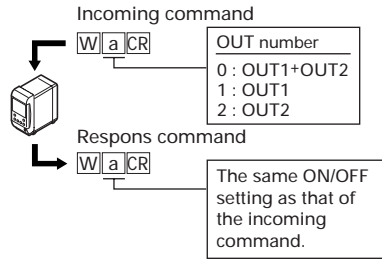 Incoming command
W a CR
OUT number
0 : OUT1+OUT2
1 : OUT1
2 : OUT2
Respons command
W a CR
The same ON/OFF
setting as that of
the incoming
command.